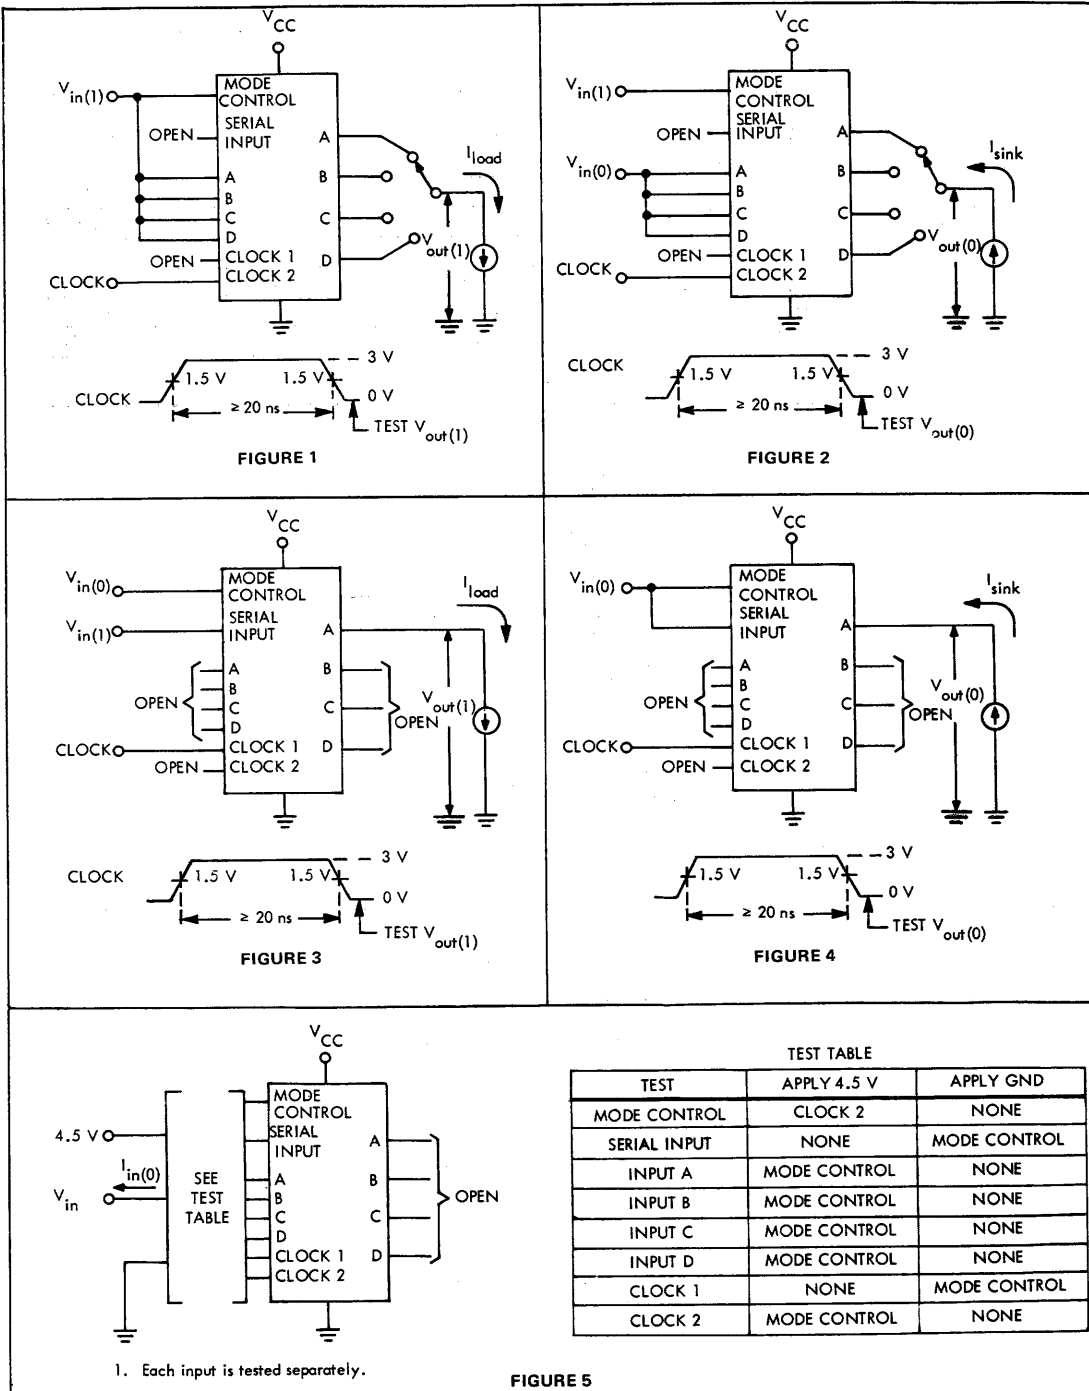 VCC
Vin(1)
MODE
CONTROL
OPEN
SERIAL
INPUT
A
B
C
D
A
B
C
D
Iload
Vout(1)
OPEN
CLOCK 1
CLOCK
CLOCK 2
CLOCK
1.5 V
1.5 V
3 V
0 V
≥ 20 ns
TEST Vout(1)
FIGURE 1
VCC
Vin(1)
MODE
CONTROL
OPEN
SERIAL
INPUT
Vin(0)
A
B
C
D
A
B
C
D
Isink
Vout(0)
OPEN
CLOCK 1
CLOCK
CLOCK 2
CLOCK
1.5 V
1.5 V
3 V
0 V
≥ 20 ns
TEST Vout(0)
FIGURE 2
VCC
Vin(0)
MODE
CONTROL
Vin(1)
SERIAL
INPUT
OPEN
A
B
C
D
A
B
C
D
OPEN
Iload
Vout(1)
CLOCK
CLOCK 1
OPEN
CLOCK 2
CLOCK
1.5 V
1.5 V
3 V
0 V
≥ 20 ns
TEST Vout(1)
FIGURE 3
VCC
Vin(0)
MODE
CONTROL
SERIAL
INPUT
OPEN
A
B
C
D
A
B
C
D
OPEN
Isink
Vout(0)
CLOCK
CLOCK 1
OPEN
CLOCK 2
1.5 V
1.5 V
3 V
0 V
≥ 20 ns
TEST Vout(0)
FIGURE 4
VCC
4.5 V
Iin(0)
Vin
SEE
TEST
TABLE
MODE
CONTROL
SERIAL
INPUT
A
B
C
D
CLOCK 1
CLOCK 2
A
B
C
D
OPEN
1. Each input is tested separately.
TEST TABLE
TEST APPLY 4.5 V APPLY GND
MODE CONTROL CLOCK 2 NONE
SERIAL INPUT NONE MODE CONTROL
INPUT A MODE CONTROL NONE
INPUT B MODE CONTROL NONE
INPUT C MODE CONTROL NONE
INPUT D MODE CONTROL NONE
CLOCK 1 NONE MODE CONTROL
CLOCK 2 MODE CONTROL NONE
FIGURE 5